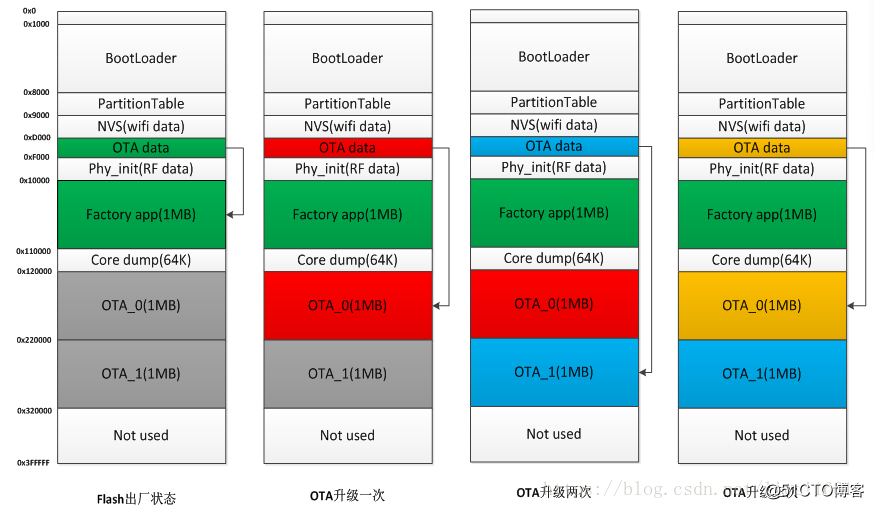 0x0
0x1000
0x8000
0x9000
0xD000
0xF000
0x10000
0x110000
0x120000
0x220000
0x320000
0x3FFFFF
BootLoader
PartitionTable
NVS(wifi data)
OTA data
Phy_init(RF data)
Factory app(1MB)
Core dump(64K)
OTA_0(1MB)
OTA_1(1MB)
Not used
Flash出厂状态
BootLoader
PartitionTable
NVS(wifi data)
OTA data
Phy_init(RF data)
Factory app(1MB)
Core dump(64K)
OTA_0(1MB)
OTA_1(1MB)
Not used
OTA升级一次
BootLoader
PartitionTable
NVS(wifi data)
OTA data
Phy_init(RF data)
Factory app(1MB)
Core dump(64K)
OTA_0(1MB)
OTA_1(1MB)
Not used
OTA升级两次
BootLoader
PartitionTable
NVS(wifi data)
OTA data
Phy_init(RF data)
Factory app(1MB)
Core dump(64K)
OTA_0(1MB)
OTA_1(1MB)
Not used
OTA升级
@51CTO博客